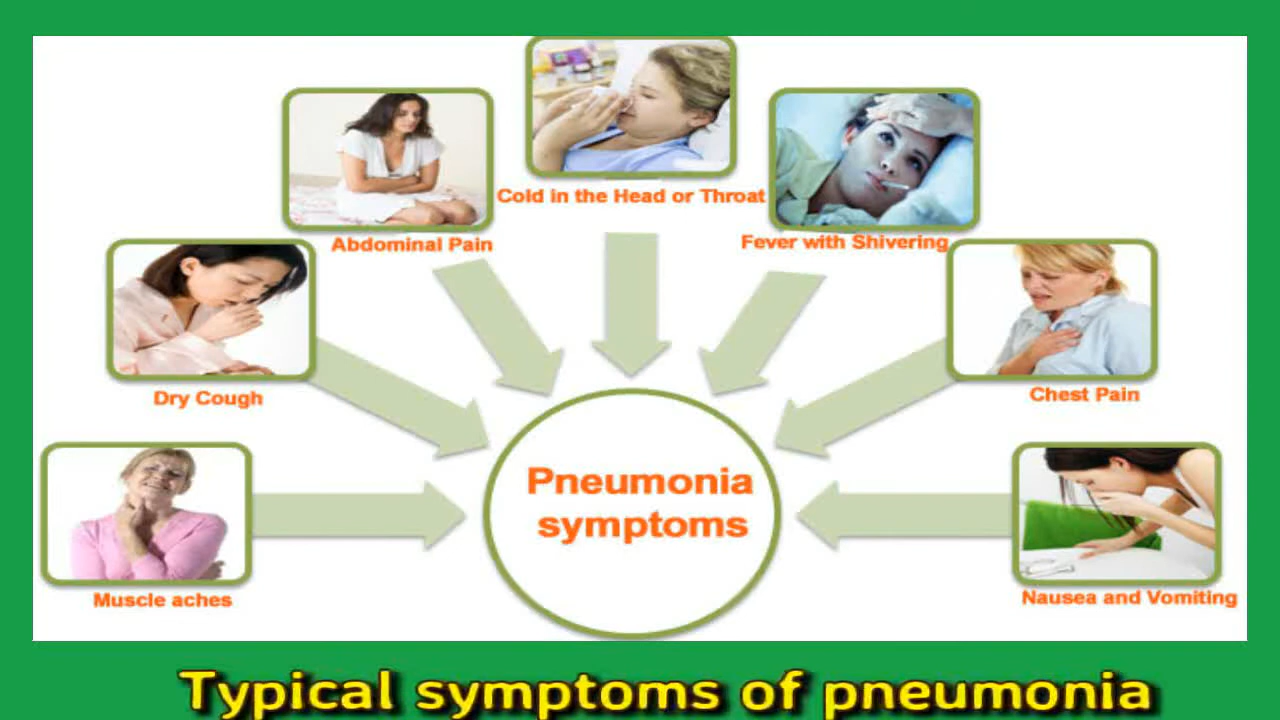 Cold in the Head or Throat
Abdominal Pain
Fever with Shivering
Dry Cough
Chest Pain
Pneumonia
symptoms
Muscle aches
Nausea and Vomiting
Typical symptoms of pneumonia